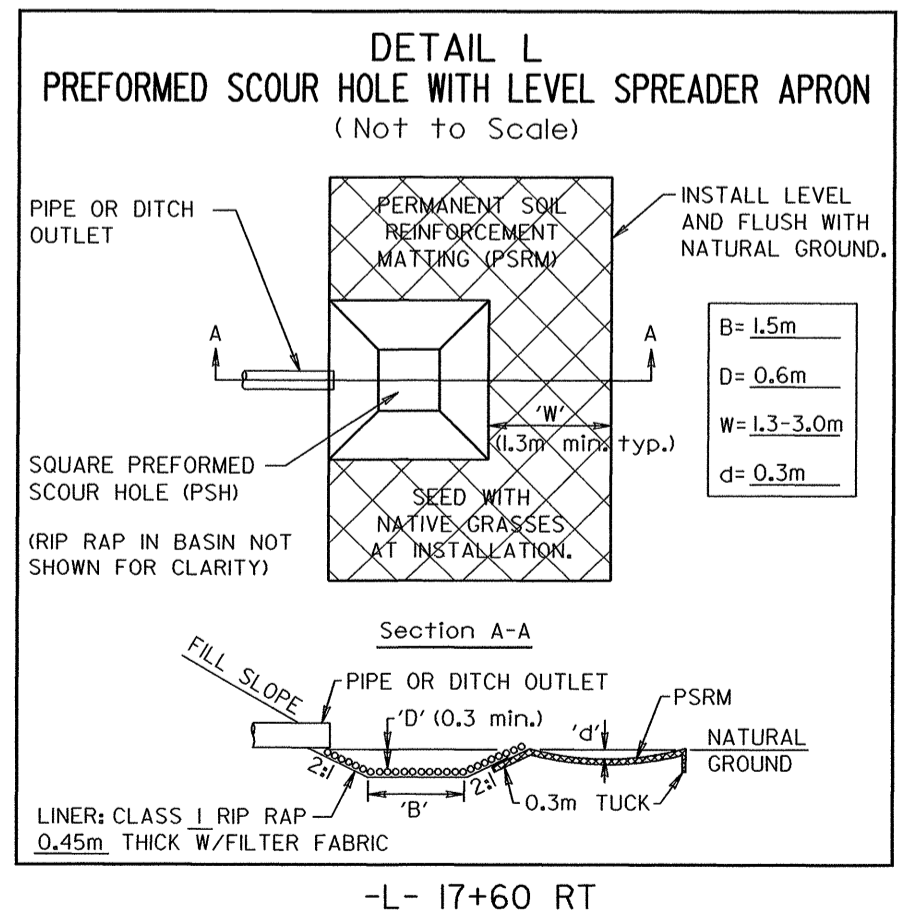 DETAIL L
PREFORMED SCOUR HOLE WITH LEVEL SPREADER APRON
(Not to Scale)
PIPE OR DITCH
OUTLET
PERMANENT SOIL
REINFORCEMENT
MATTING (PSRM)
INSTALL LEVEL
AND FLUSH WITH
NATURAL GROUND.
A
A
B= 1.5m
D= 0.6m
W= 1.3-3.0m
d= 0.3m
'W'
(1.3m min. typ.)
SQUARE PREFORMED
SCOUR HOLE (PSH)
(RIP RAP IN BASIN NOT
SHOWN FOR CLARITY)
SEED WITH
NATIVE GRASSES
AT INSTALLATION.
Section A-A
FILL SLOPE
PIPE OR DITCH OUTLET
'D' (0.3 min.)
'd'
PSRM
NATURAL
GROUND
2:1
'B'
2:1
0.3m TUCK
LINER: CLASS I RIP RAP
0.45m THICK W/FILTER FABRIC
-L- 17+60 RT